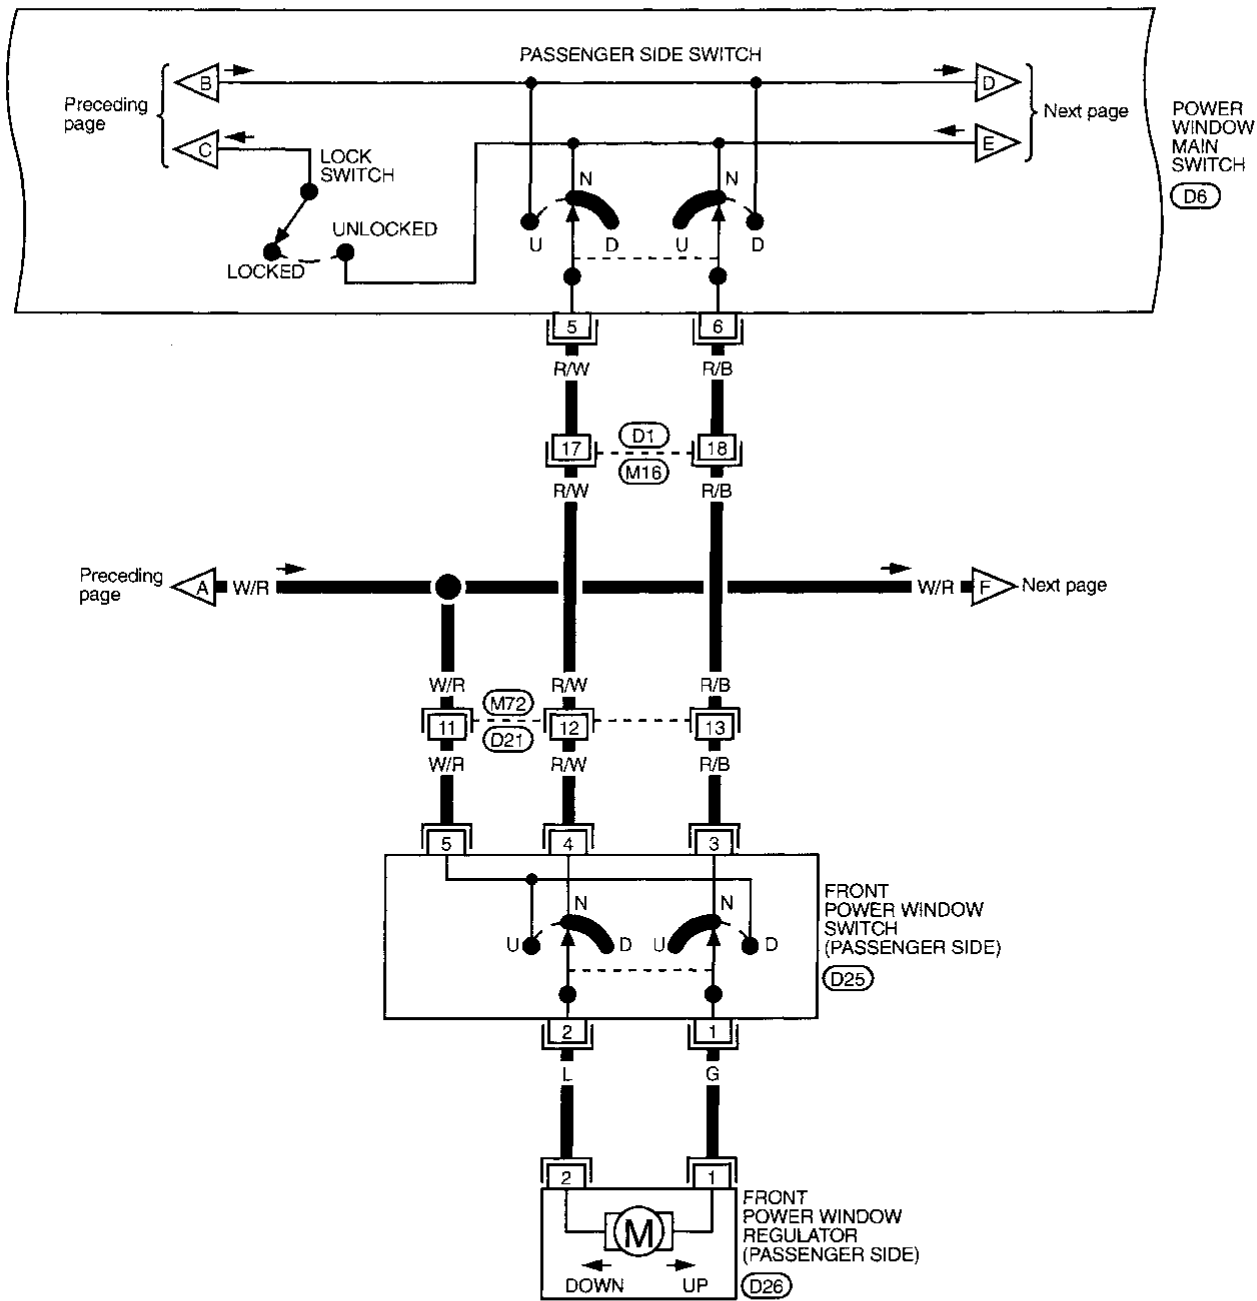 PASSENGER SIDE SWITCH
B
D
Preceding
page
Next page
C
E
POWER
WINDOW
MAIN
SWITCH
D6
LOCK
SWITCH
N
N
UNLOCKED
LOCKED
U
D
U
D
5
6
R/W
R/B
17
D1
18
M16
R/W
R/B
Preceding
page
A
W/R
W/R
F
Next page
W/R
R/W
R/B
M72
11
12
13
D21
W/R
R/W
R/B
5
4
3
N
N
U
D
U
D
FRONT
POWER WINDOW
SWITCH
(PASSENGER SIDE)
D25
2
1
L
G
2
1
M
DOWN
UP
FRONT
POWER WINDOW
REGULATOR
(PASSENGER SIDE)
D26